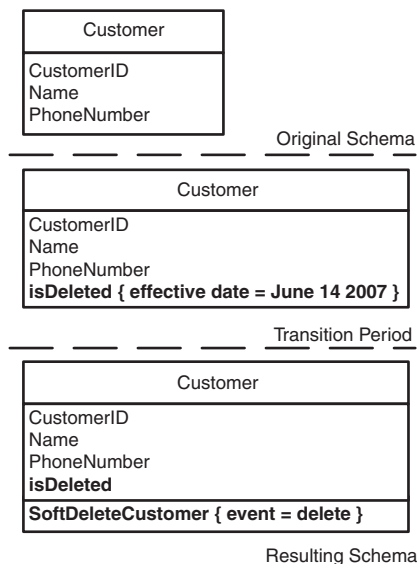 Customer
CustomerID
Name
PhoneNumber
Original Schema
Customer
CustomerID
Name
PhoneNumber
isDeleted { effective date = June 14 2007 }
Transition Period
Customer
CustomerID
Name
PhoneNumber
isDeleted
SoftDeleteCustomer { event = delete }
Resulting Schema